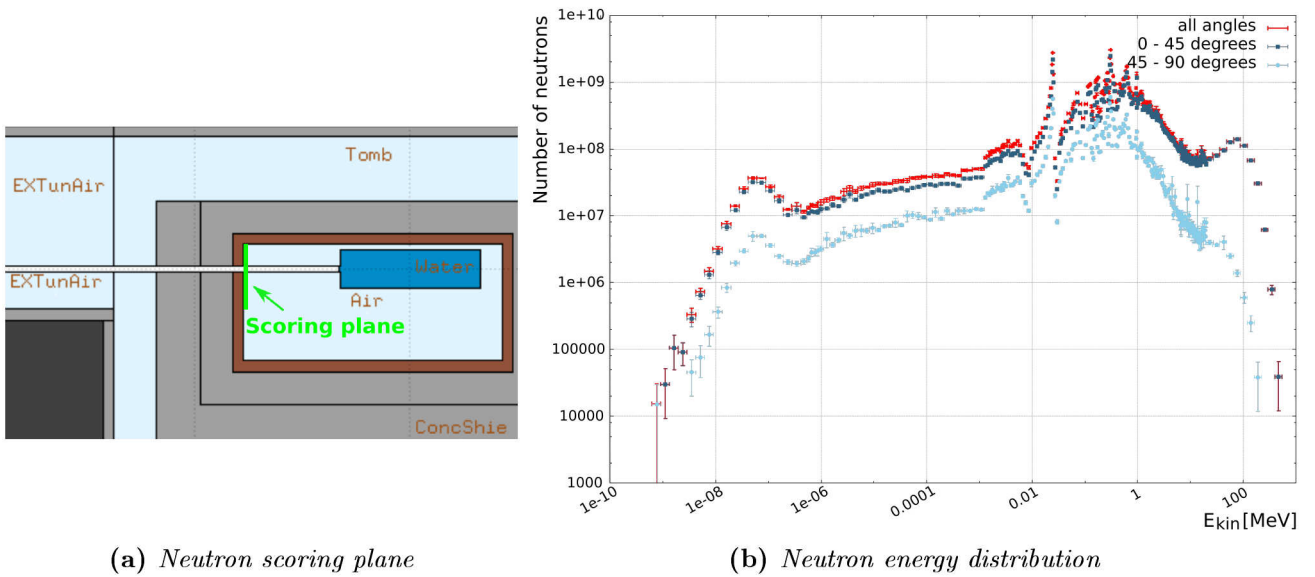 Tomb
EXTunAir
EXTunAir
Water
Air
Scoring plane
ConcShie
(a) Neutron scoring plane
Number of neutrons
1e+10
1e+09
1e+08
1e+07
1e+06
100000
10000
1000
all angles
0 - 45 degrees
45 - 90 degrees
1e-10
1e-08
1e-06
0.0001
0.01
1
100
Ekin[MeV]
(b) Neutron energy distribution